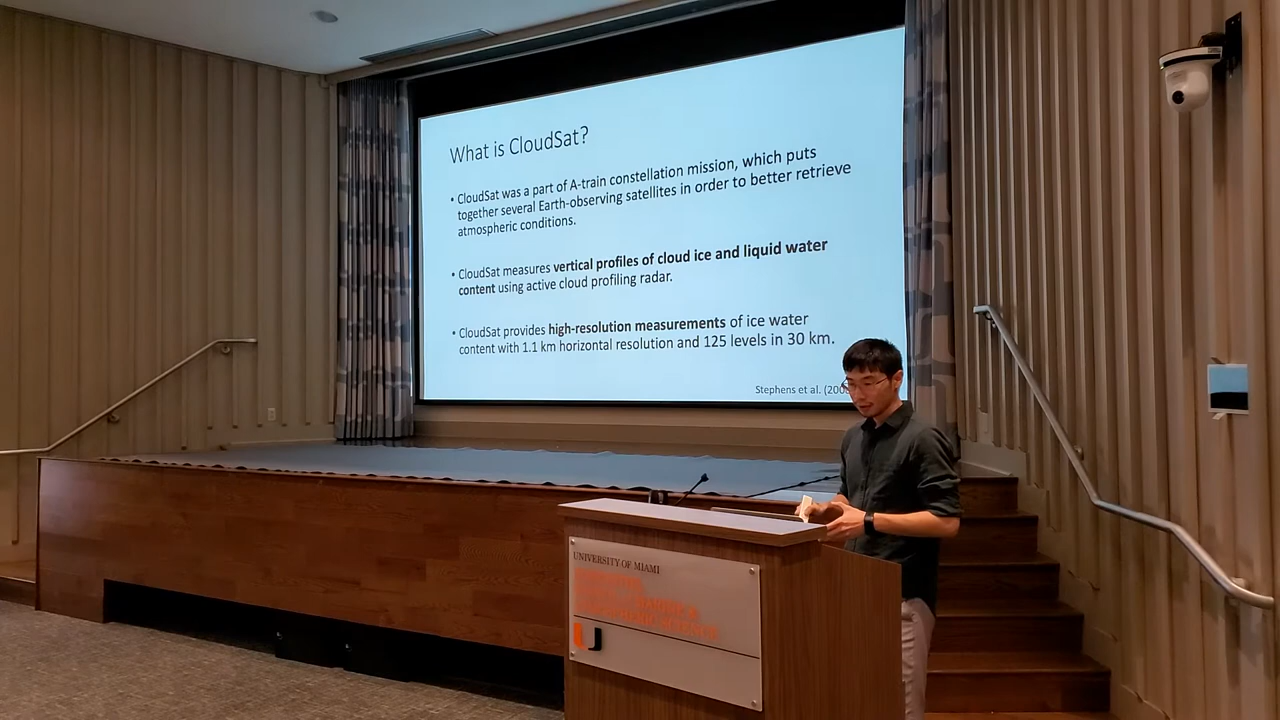 What is CloudSat?
• CloudSat was a part of A-train constellation mission, which puts
together several Earth-observing satellites in order to better retrieve
atmospheric conditions.
• CloudSat measures vertical profiles of cloud ice and liquid water
content using active cloud profiling radar.
• CloudSat provides high-resolution measurements of ice water
content with 1.1 km horizontal resolution and 125 levels in 30 km.
Stephens et al.
UNIVERSITY OF MIAMI
SCIENCE